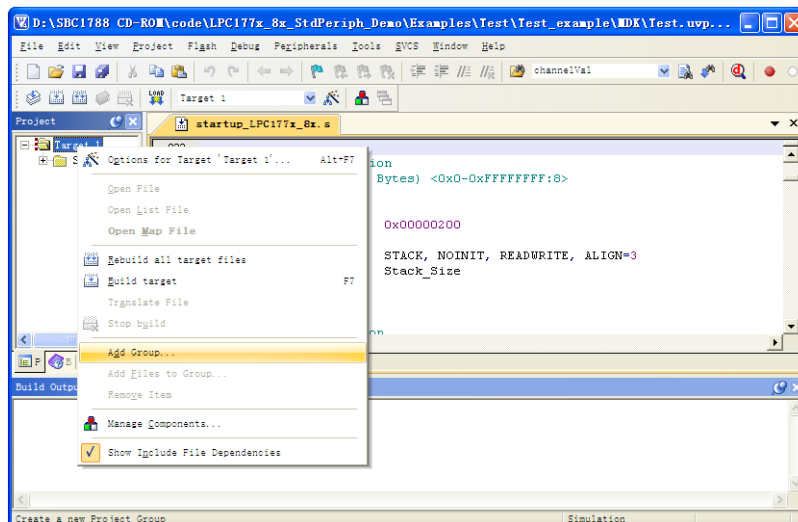 D:\SBC1788 CD-ROM\code\LPC177x_8x_StdPeriph_Demo\Examples\Test\Test_example\MDK\Test.uvp...
File Edit View Project Flash Debug Peripherals Tools SVCS Window Help
channelVal
LOAD Target 1
Project
startup_LPC177x_8x.s
Target 1
S
Options for Target 'Target 1'... Alt+F7
ion
Open File
Bytes) <0x0-0xFFFFFFFF:8>
Open List File
0x00000200
Open Map File
Rebuild all target files
STACK, NOINIT, READWRITE, ALIGN=3
Build target F7
Stack_Size
Translate File
Stop build
on
Add Group...
P B
Add Files to Group...
Build Outpu
Remove Item
Manage Components...
Show Include File Dependencies
Create a new Project Group Simulation